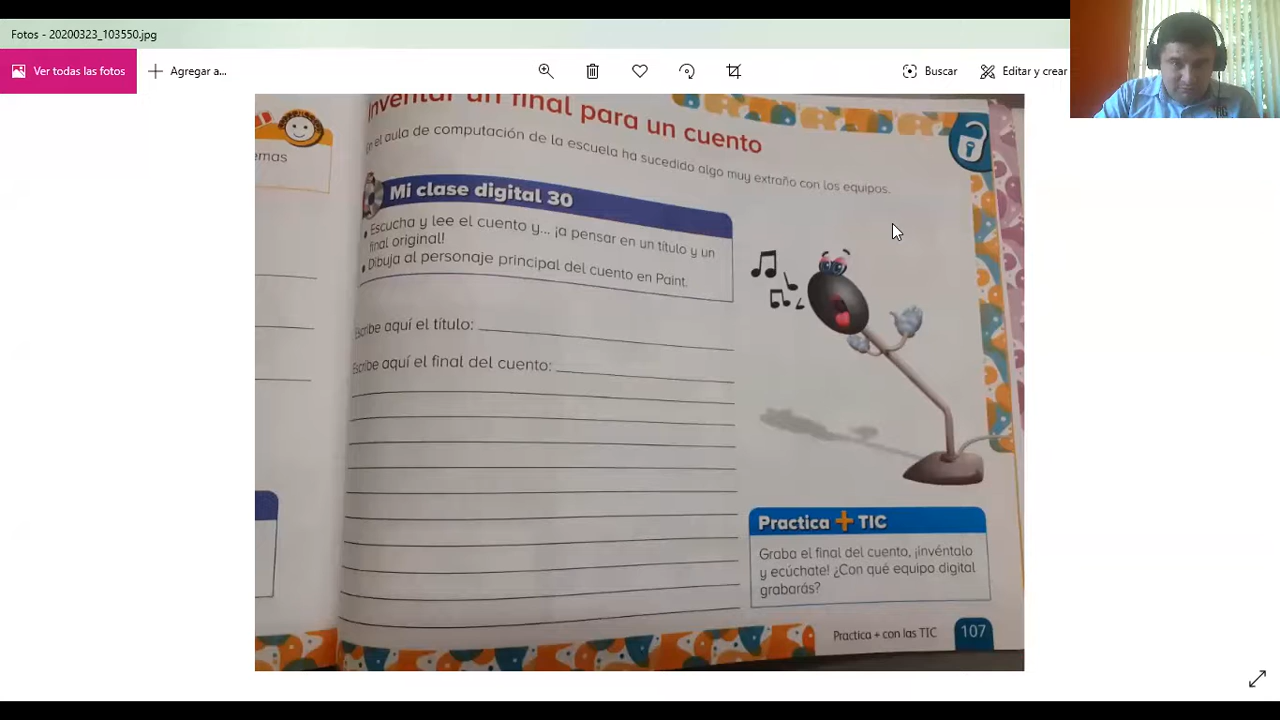 Fotos - 20200323_103550.jpg
Ver todas las fotos
Agregar a...
Buscar
Editar y crear
Inventar un final para un cuento
En el aula de computación de la escuela ha sucedido algo muy extraño con los equipos.
emas
Mi clase digital 30
• Escucha y lee el cuento y... ¡a pensar en un título y un
final original!
• Dibuja al personaje principal del cuento en Paint.
Escribe aquí el título:
Escribe aquí el final del cuento:
Practica + TIC
Graba el final del cuento, ¡invéntalo
y ecúchate! ¿Con qué equipo digital
grabarás?
Practica + con las TIC
107